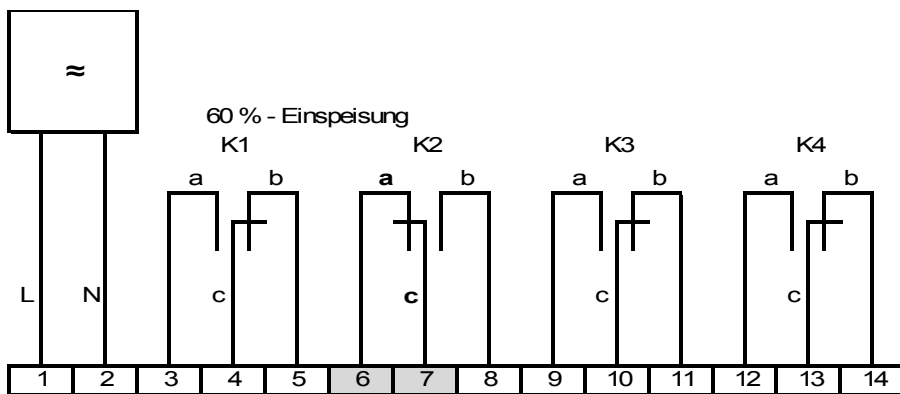 ≈
60 % - Einspeisung
K1 K2 K3 K4
a b a b a b a b
L N c c c c
1 2 3 4 5 6 7 8 9 10 11 12 13 14